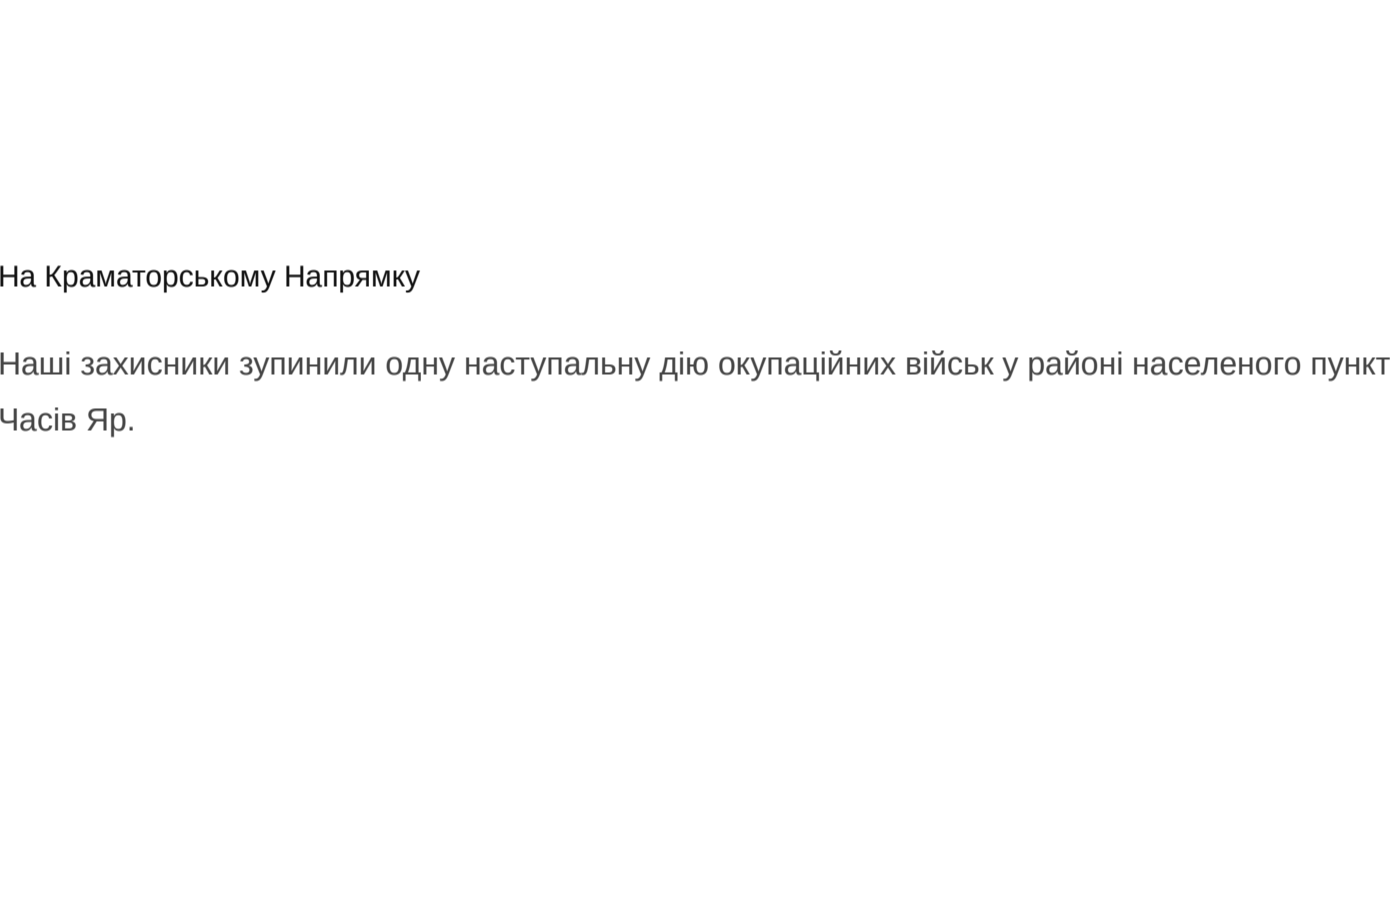 На Краматорському Напрямку
Наші захисники зупинили одну наступальну дію окупаційних військ у районі населеного пункт
Часів Яр.